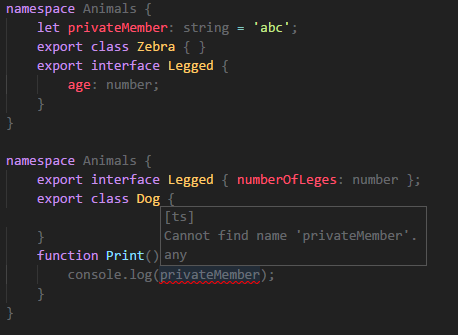 namespace Animals {
let privateMember: string = 'abc';
export class Zebra { }
export interface Legged {
age: number;
}
}
namespace Animals {
export interface Legged { numberOfLeges: number };
export class Dog {
[ts]
Cannot find name 'privateMember'.
any
}
function Print()
console.log(privateMember);
}
}